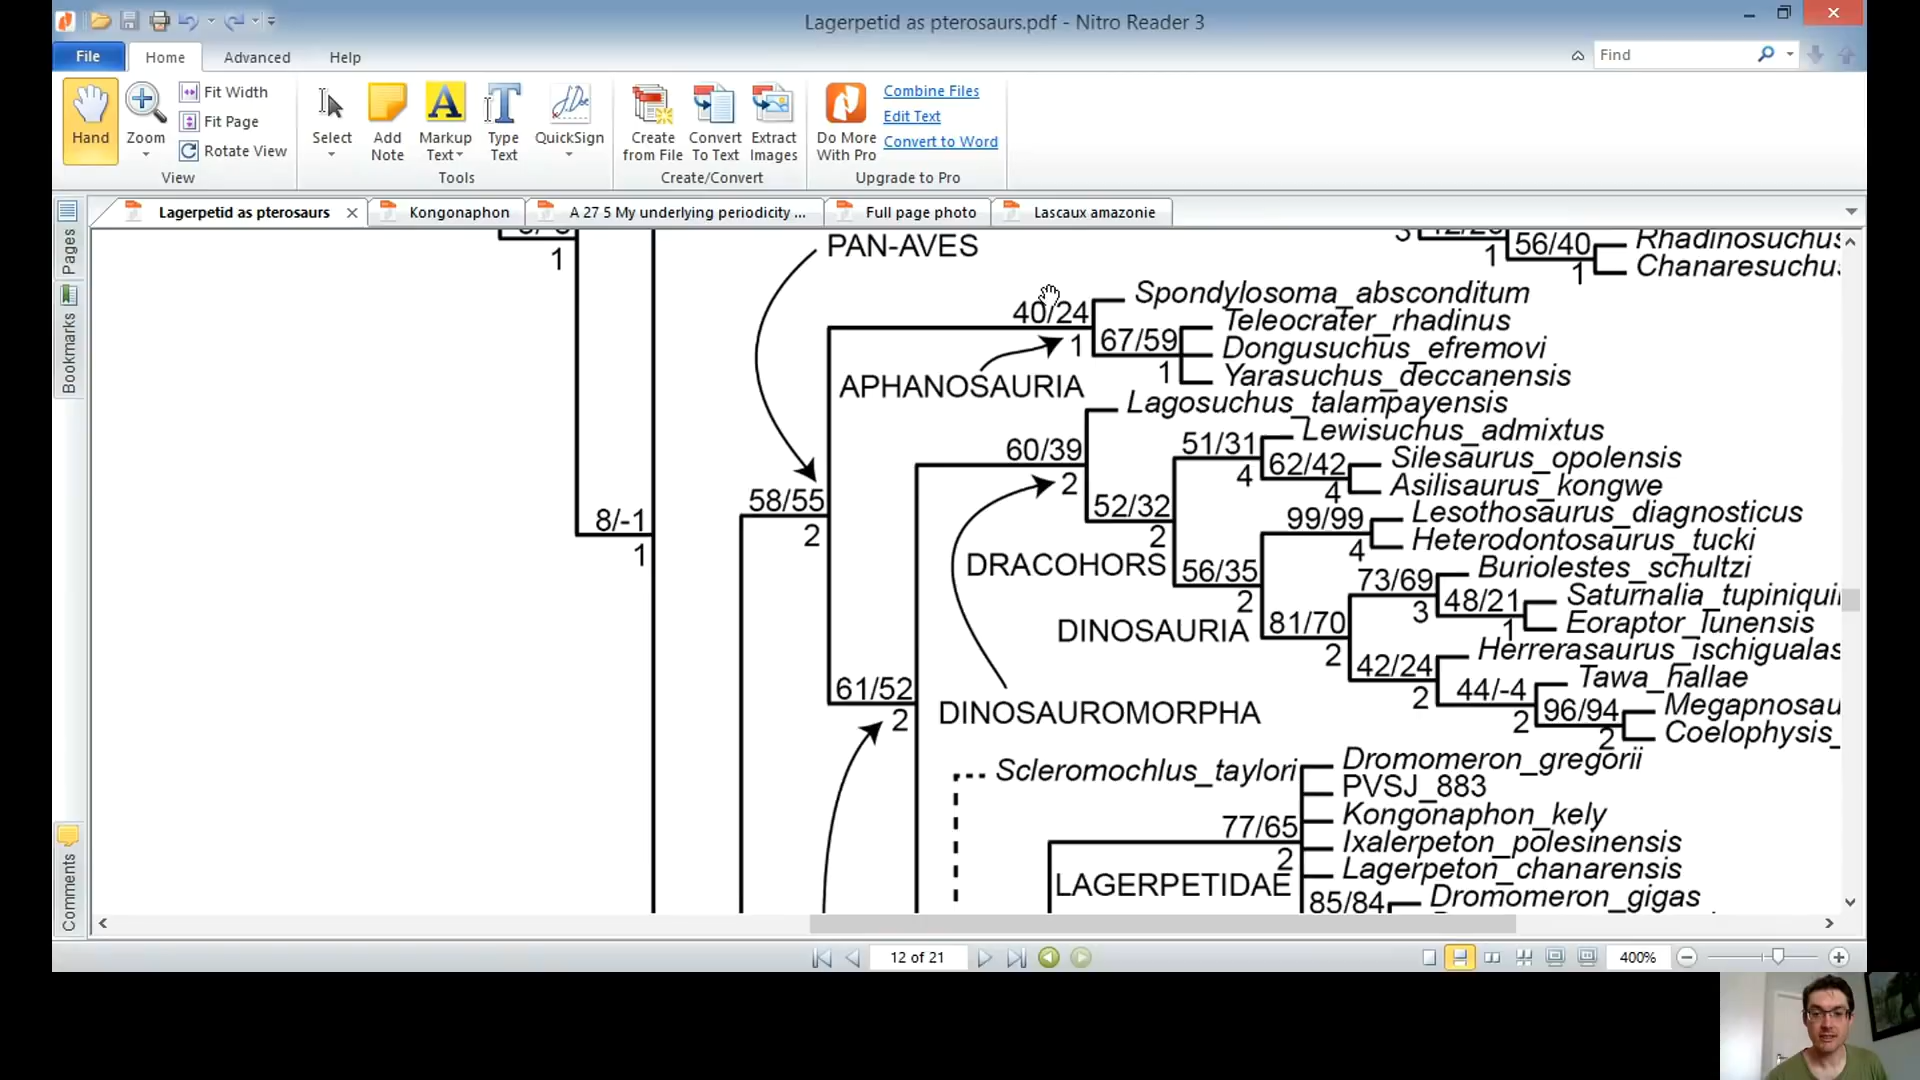 Lagerpetid as pterosaurs.pdf - Nitro Reader 3
File
Home
Advanced
Help
Find
Hand
Zoom
Fit Width
Fit Page
Rotate View
View
Select
Add Note
Markup Text
Type Text
QuickSign
Tools
Create from File
Convert To Text
Extract Images
Create/Convert
Do More With Pro
Combine Files
Edit Text
Convert to Word
Upgrade to Pro
Lagerpetid as pterosaurs
Kongonaphon
A 27 5 My underlying periodicity ...
Full page photo
Lascaux amazonie
Pages
Bookmarks
Comments
1
PAN-AVES
3
56/40
1
1
Rhadinosuchus
Chanaresuchu
40/24
1
Spondylosoma_absconditum
67/59
1
Teleocrater_rhadinus
Dongusuchus_efremovi
Yarasuchus_deccanensis
APHANOSAURIA
Lagosuchus_talampayensis
60/39
2
51/31
4
Lewisuchus_admixtus
62/42
4
Silesaurus_opolensis
Asilisaurus_kongwe
58/55
2
52/32
2
8/-1
1
99/99
4
Lesothosaurus_diagnosticus
Heterodontosaurus_tucki
DRACOHORS
56/35
2
73/69
3
Buriolestes_schultzi
48/21
1
Saturnalia_tupiniqui
Eoraptor_lunensis
DINOSAURIA
81/70
2
Herrerasaurus_ischigualas
42/24
2
Tawa_hallae
44/-4
2
96/94
2
Megapnosau
Coelophysis_
61/52
2
DINOSAUROMORPHA
Scleromochlus_taylori
Dromomeron_gregorii
PVSJ_883
Kongonaphon_kely
77/65
2
Ixalerpeton_polesinensis
Lagerpeton_chanarensis
LAGERPETIDAE
85/84
Dromomeron_gigas
12 of 21
400%